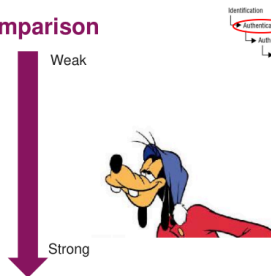 mparison
Identification
Authentica
Auth
Weak
Strong